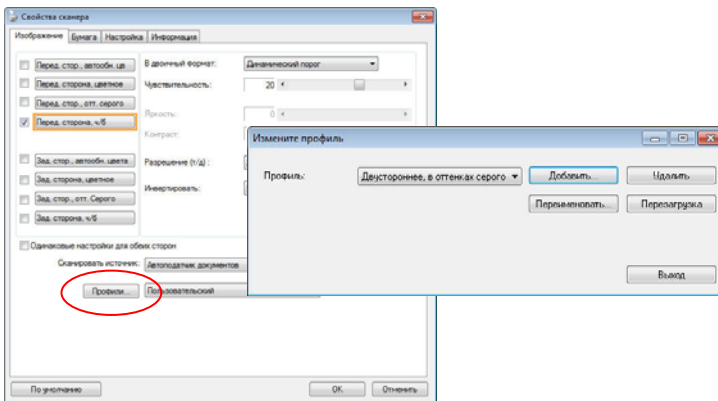 Свойства сканера
Изображение Бумага Настройка Информация
Перед. стор., автообн. цв
Перед. сторона, цветное
Перед. стор., отт. серого
Перед. сторона, ч/б
Зад. стор., автообн. цвета
Зад. сторона, цветное
Зад. стор., отт. Серого
Зад. сторона, ч/б
В двоичный формат: Динамический порог
Чувствительность: 20
Яркость: 0
Контраст:
Разрешение (т/д) :
Инвертировать:
Одинаковые настройки для обеих сторон
Сканировать источник: Автоподатчик документов
Профили... Пользовательский
По умолчанию OK Отменить
Измените профиль
Профиль: Двустороннее, в оттенках серого Добавить... Удалить
Переименовать... Перезагрузка
Выход